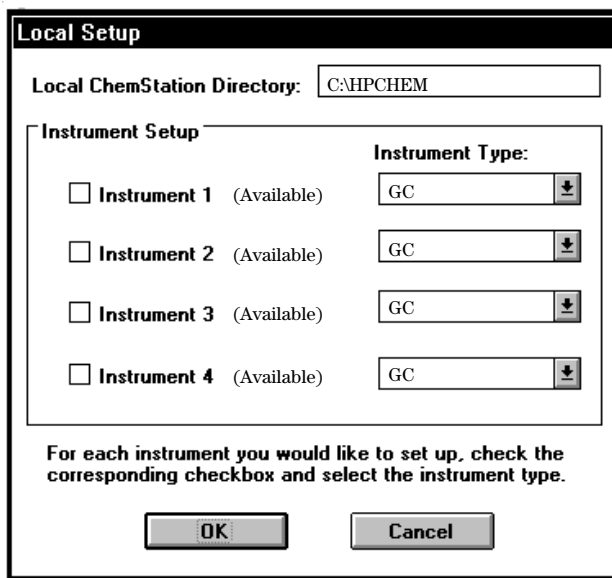 Local Setup
Local ChemStation Directory: C:\HPCHEM
Instrument Setup
Instrument Type:
Instrument 1 (Available) GC
Instrument 2 (Available) GC
Instrument 3 (Available) GC
Instrument 4 (Available) GC
For each instrument you would like to set up, check the
corresponding checkbox and select the instrument type.
OK Cancel